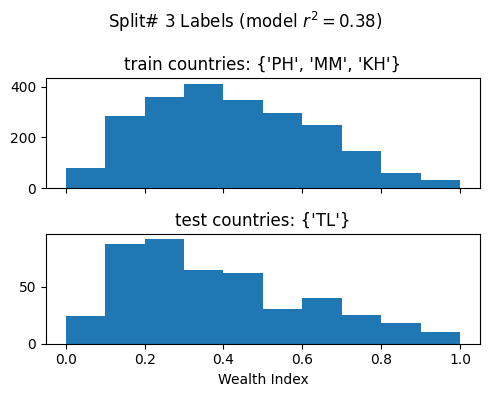 Split# 3 Labels (model $r^2 = 0.38$)
train countries: {'PH', 'MM', 'KH'}
400
200
0
test countries: {'TL'}
50
0
0.0 0.2 0.4 0.6 0.8 1.0
Wealth Index